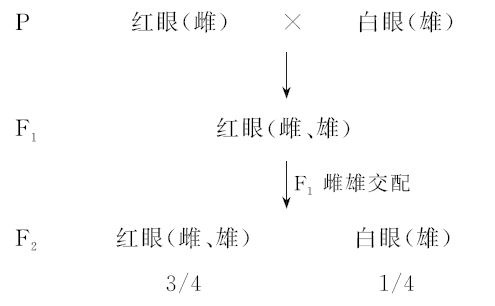 P 红眼(雌) × 白眼(雄)
F₁ 红眼(雌、雄)
F₁ 雌雄交配
F₂ 红眼(雌、雄) 白眼(雄)
3/4 1/4